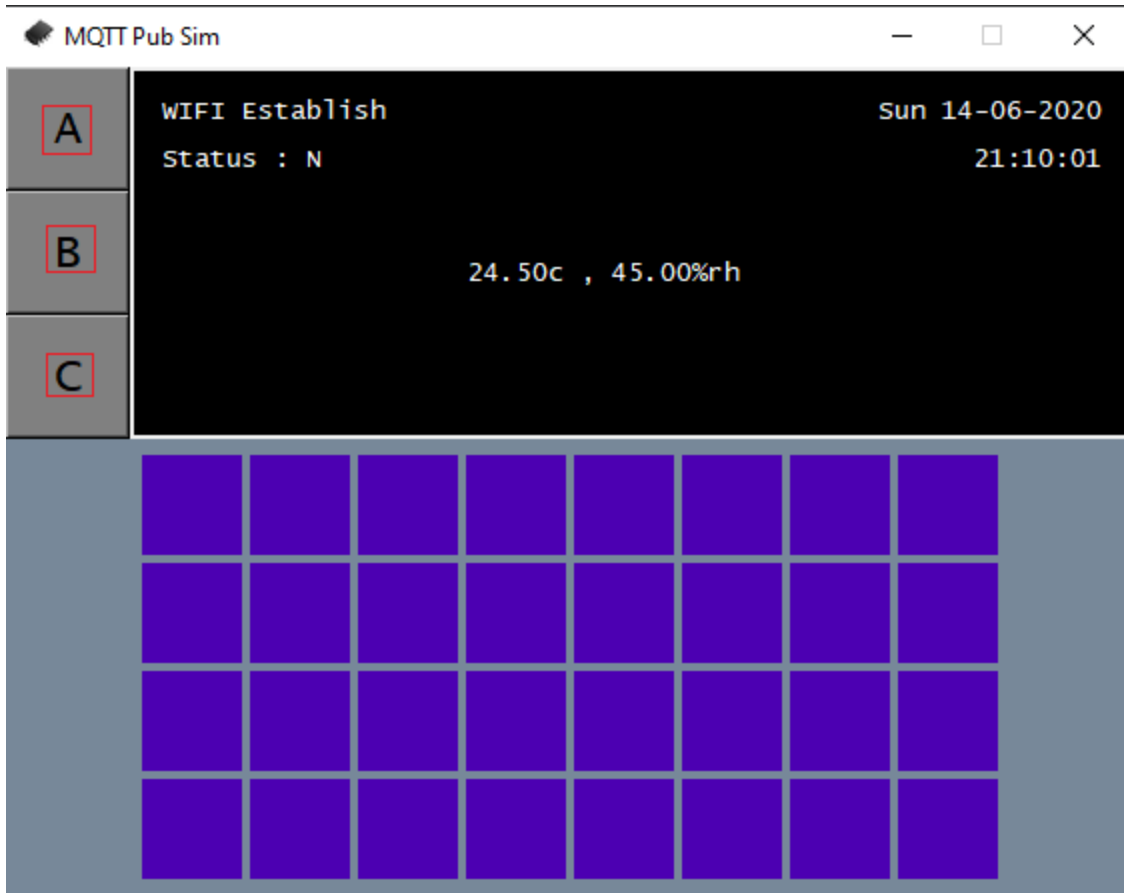 MQTT Pub Sim
A
WIFI Establish
Sun 14-06-2020
Status : N
21:10:01
B
24.50c , 45.00%rh
C